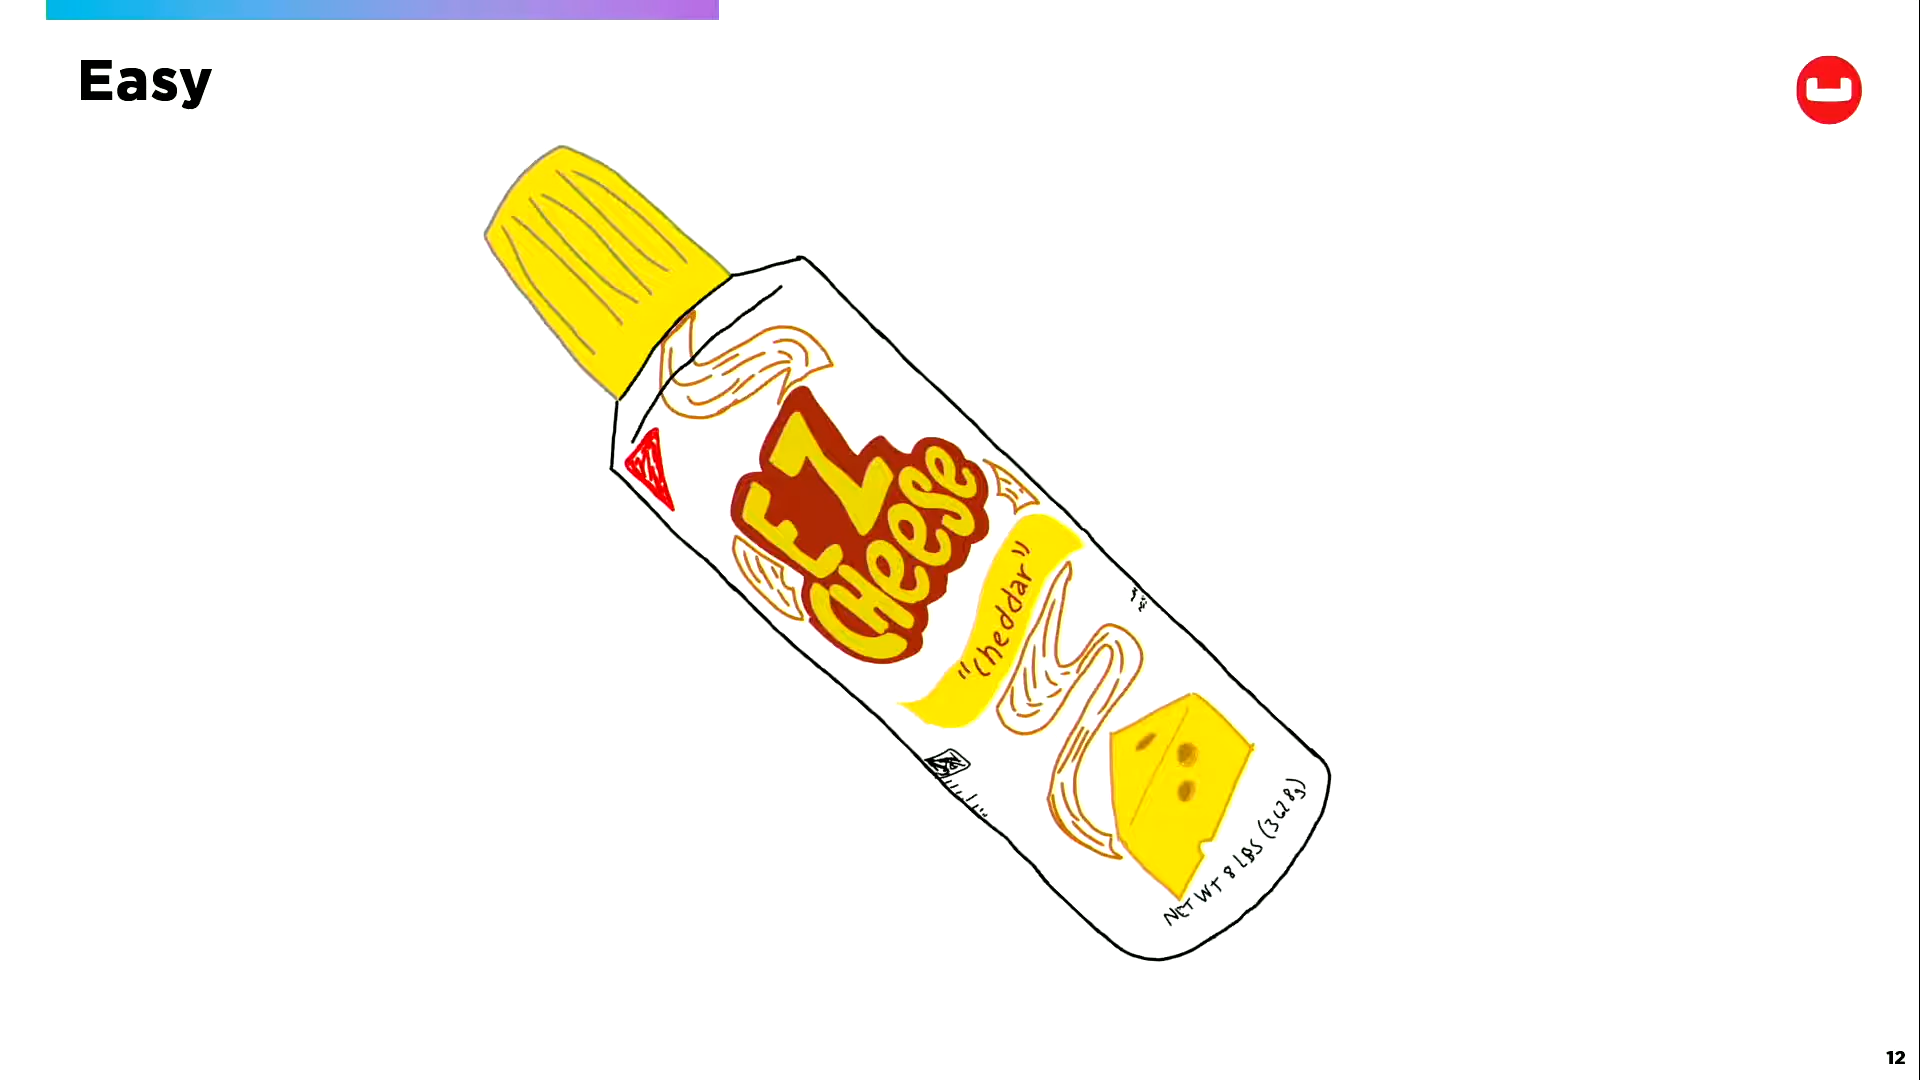 Easy
EZ
CHeese
"Cheddar"
NET WT 8 LBS (3628g)
12